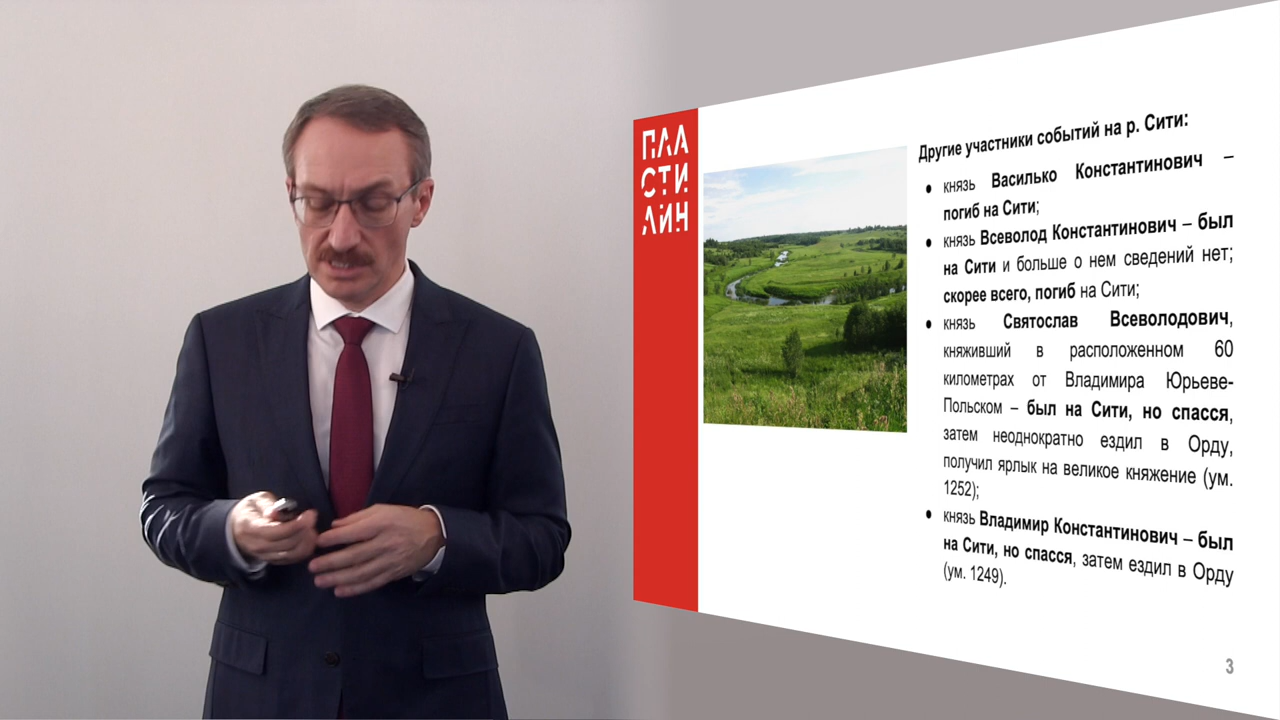 ПЛА
СТИ
ЛИН
Другие участники событий на р. Сити:
• князь Василько Константинович –
погиб на Сити;
• князь Всеволод Константинович – был
на Сити и больше о нем сведений нет;
скорее всего, погиб на Сити;
• князь Святослав Всеволодович,
княживший в расположенном 60
километрах от Владимира Юрьеве-
Польском – был на Сити, но спасся,
затем неоднократно ездил в Орду,
получил ярлык на великое княжение (ум.
1252);
• князь Владимир Константинович – был
на Сити, но спасся, затем ездил в Орду
(ум. 1249).
3